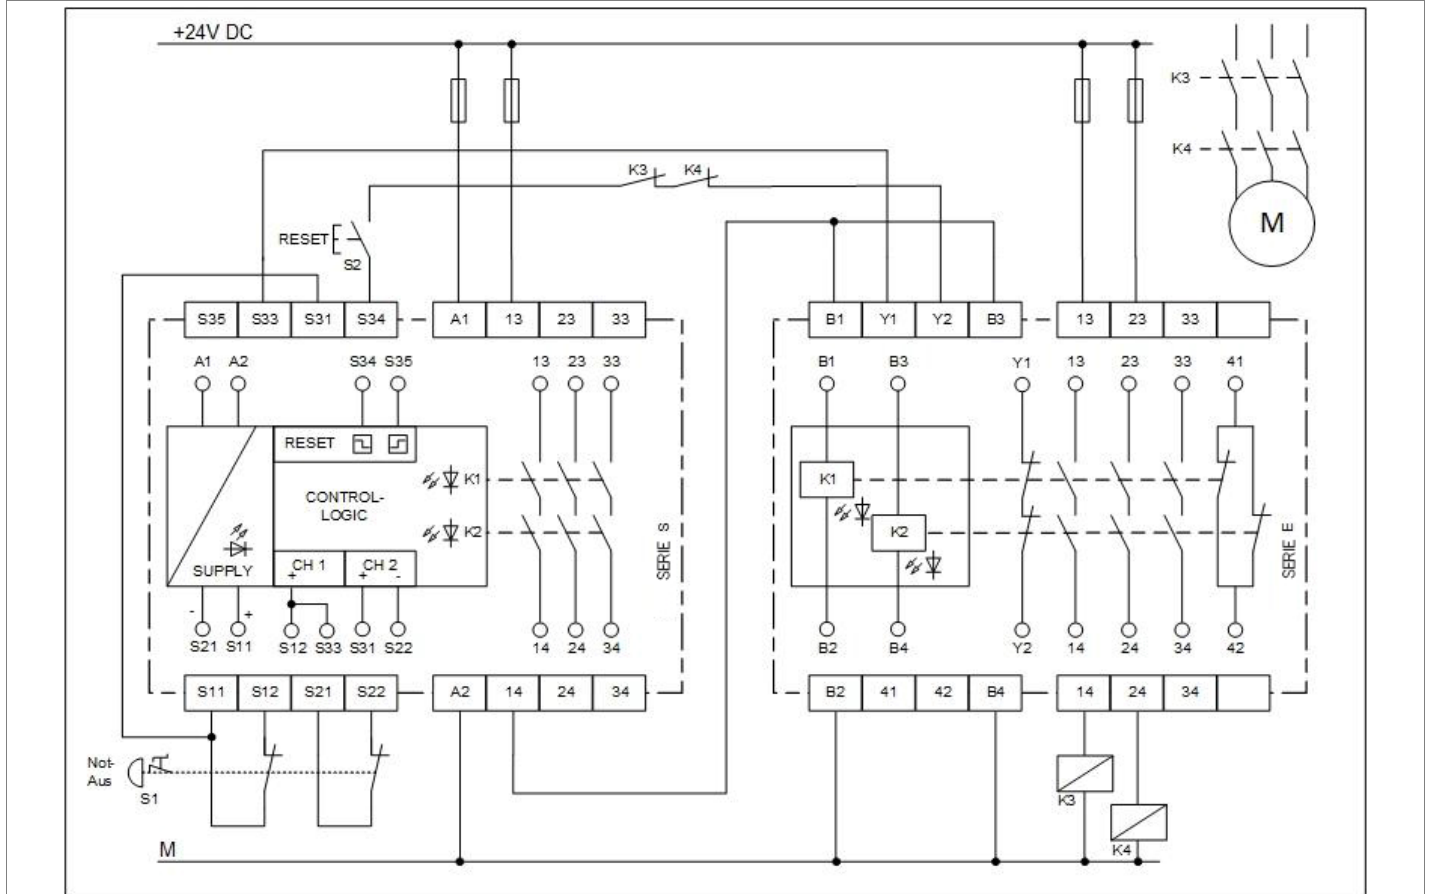 +24V DC
K3
K4
M
K3 K4
RESET
S2
S35 S33 S31 S34 A1 13 23 33
B1 Y1 Y2 B3 13 23 33
A1 A2 S34 S35 13 23 33
B1 B3 Y1 13 23 33 41
RESET
CONTROL-
LOGIC
K1
K2
K1
K2
SUPPLY
CH 1
+
CH 2
+ -
SERIE S
SERIE E
- +
S21 S11 S12 S33 S31 S22 14 24 34
B2 B4 Y2 14 24 34 42
S11 S12 S21 S22 A2 14 24 34
B2 41 42 B4 14 24 34
Not-
Aus
S1
K3
K4
M